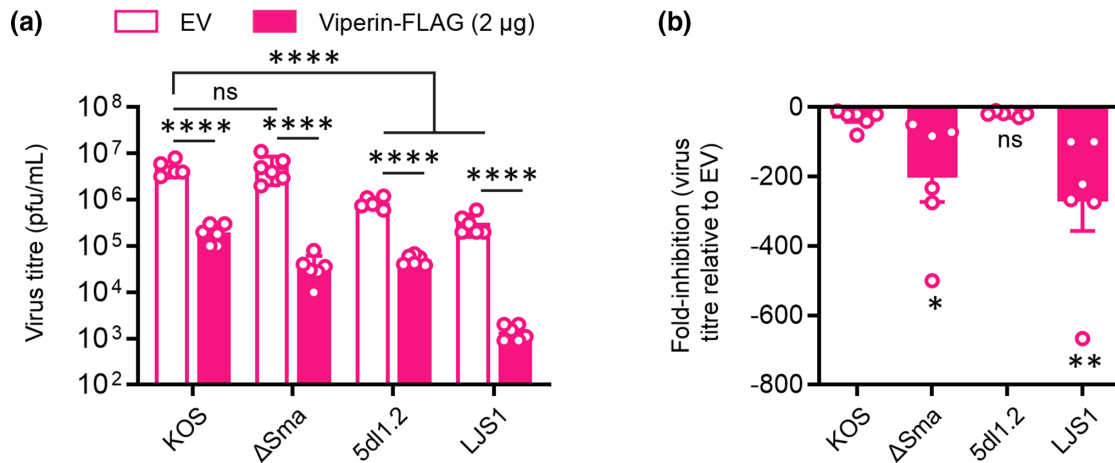 (a)
EV
Viperin-FLAG (2 μg)
****
ns
**** **** **** ****
Virus titre (pfu/mL)
10⁸
10⁷
10⁶
10⁵
10⁴
10³
10²
KOS ΔSma 5dl1.2 LJS1
(b)
Fold-inhibition (virus
titre relative to EV)
0
-200
-400
-600
-800
ns
*
**
KOS ΔSma 5dl1.2 LJS1